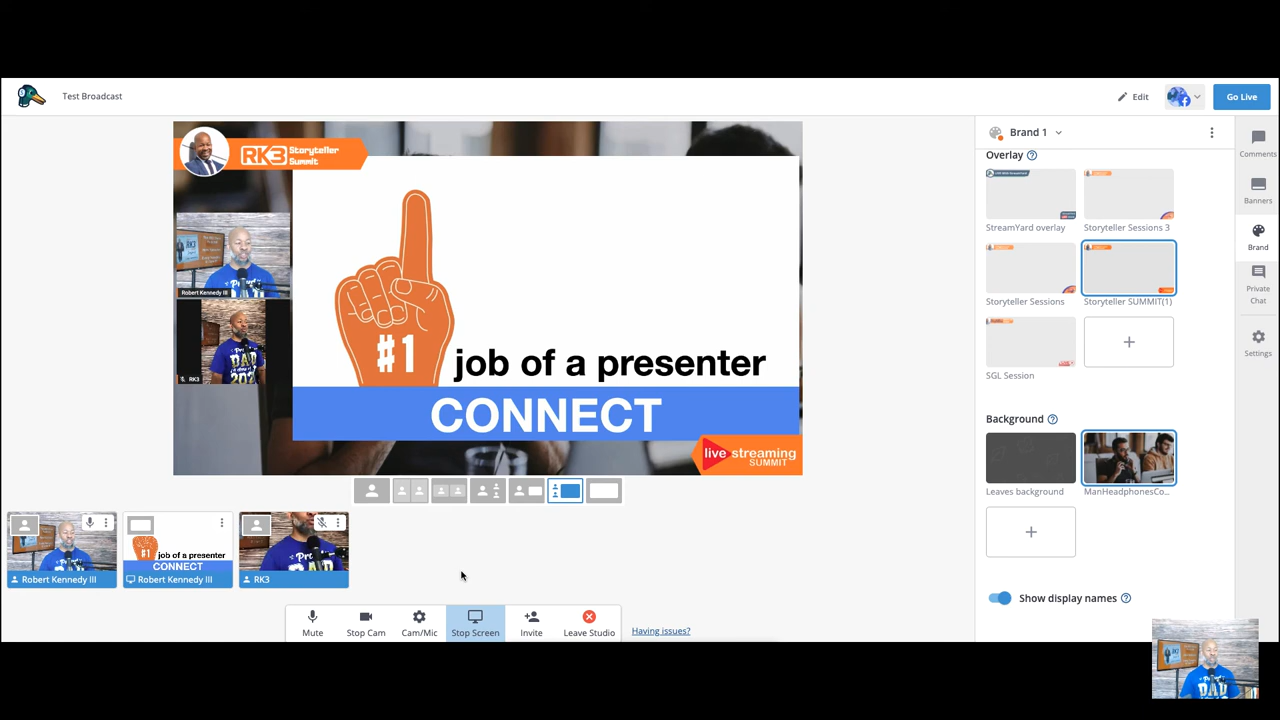 Test Broadcast
Edit
Go Live
RK3 Storyteller
Summit
Robert Kennedy III
RK3
#1
job of a presenter
CONNECT
live streaming
SUMMIT
Robert Kennedy III
#1 job of a presenter
CONNECT
Robert Kennedy III
RK3
Mute
Stop Cam
Cam/Mic
Stop Screen
Invite
Leave Studio
Having issues?
Brand 1
Overlay
StreamYard overlay
Storyteller Sessions 3
Storyteller Sessions
Storyteller SUMMIT(1)
SGL Session
Background
Leaves background
ManHeadphonesCo...
Show display names
Comments
Banners
Brand
Private
Chat
Settings
DAD